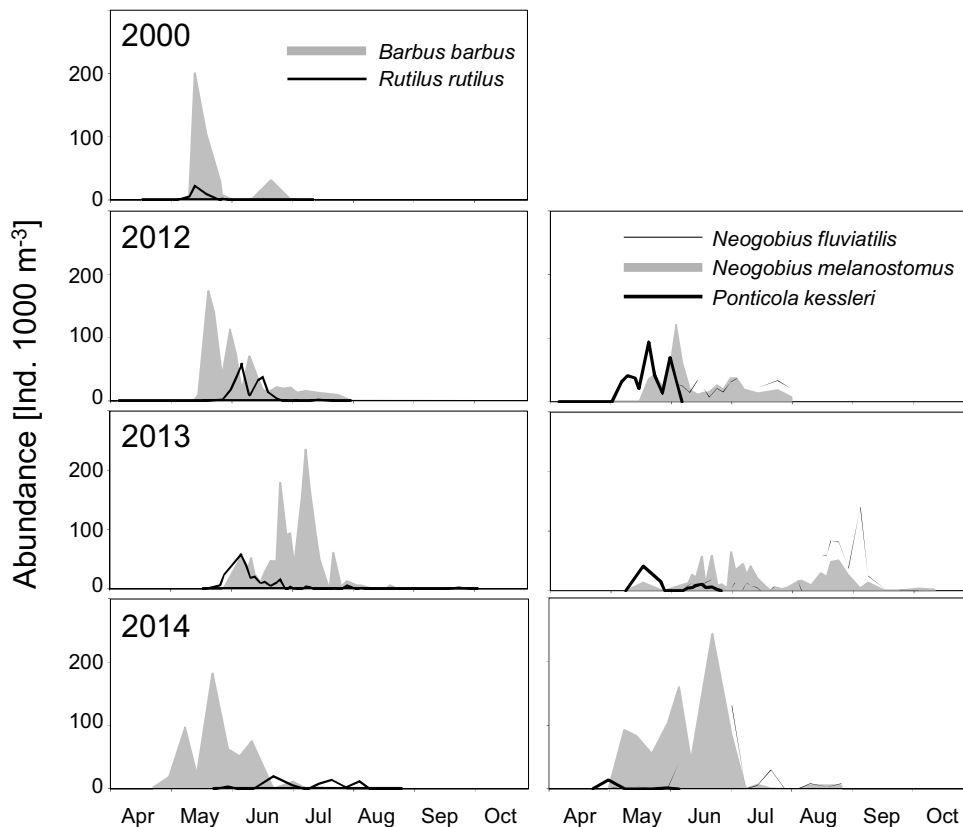 2000
Barbus barbus
Rutilus rutilus
200
100
0
2012
Neogobius fluviatilis
Neogobius melanostomus
Ponticola kessleri
200
100
0
2013
200
100
0
2014
200
100
0
Abundance [Ind. 1000 m⁻³]
Apr May Jun Jul Aug Sep Oct
Apr May Jun Jul Aug Sep Oct